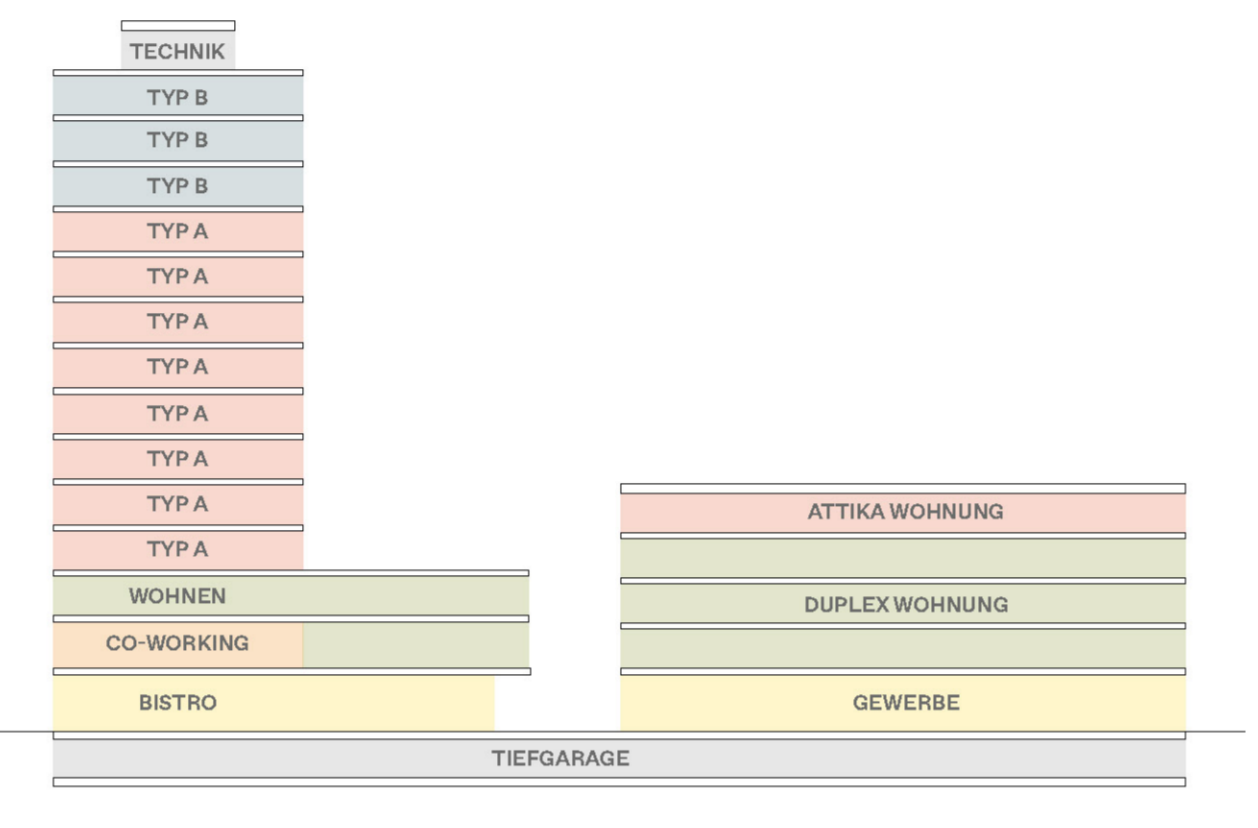 TECHNIK
TYP B
TYP B
TYP B
TYP A
TYP A
TYP A
TYP A
TYP A
TYP A
TYP A
TYP A
WOHNEN
CO-WORKING
BISTRO
ATTIKA WOHNUNG
DUPLEX WOHNUNG
GEWERBE
TIEFGARAGE